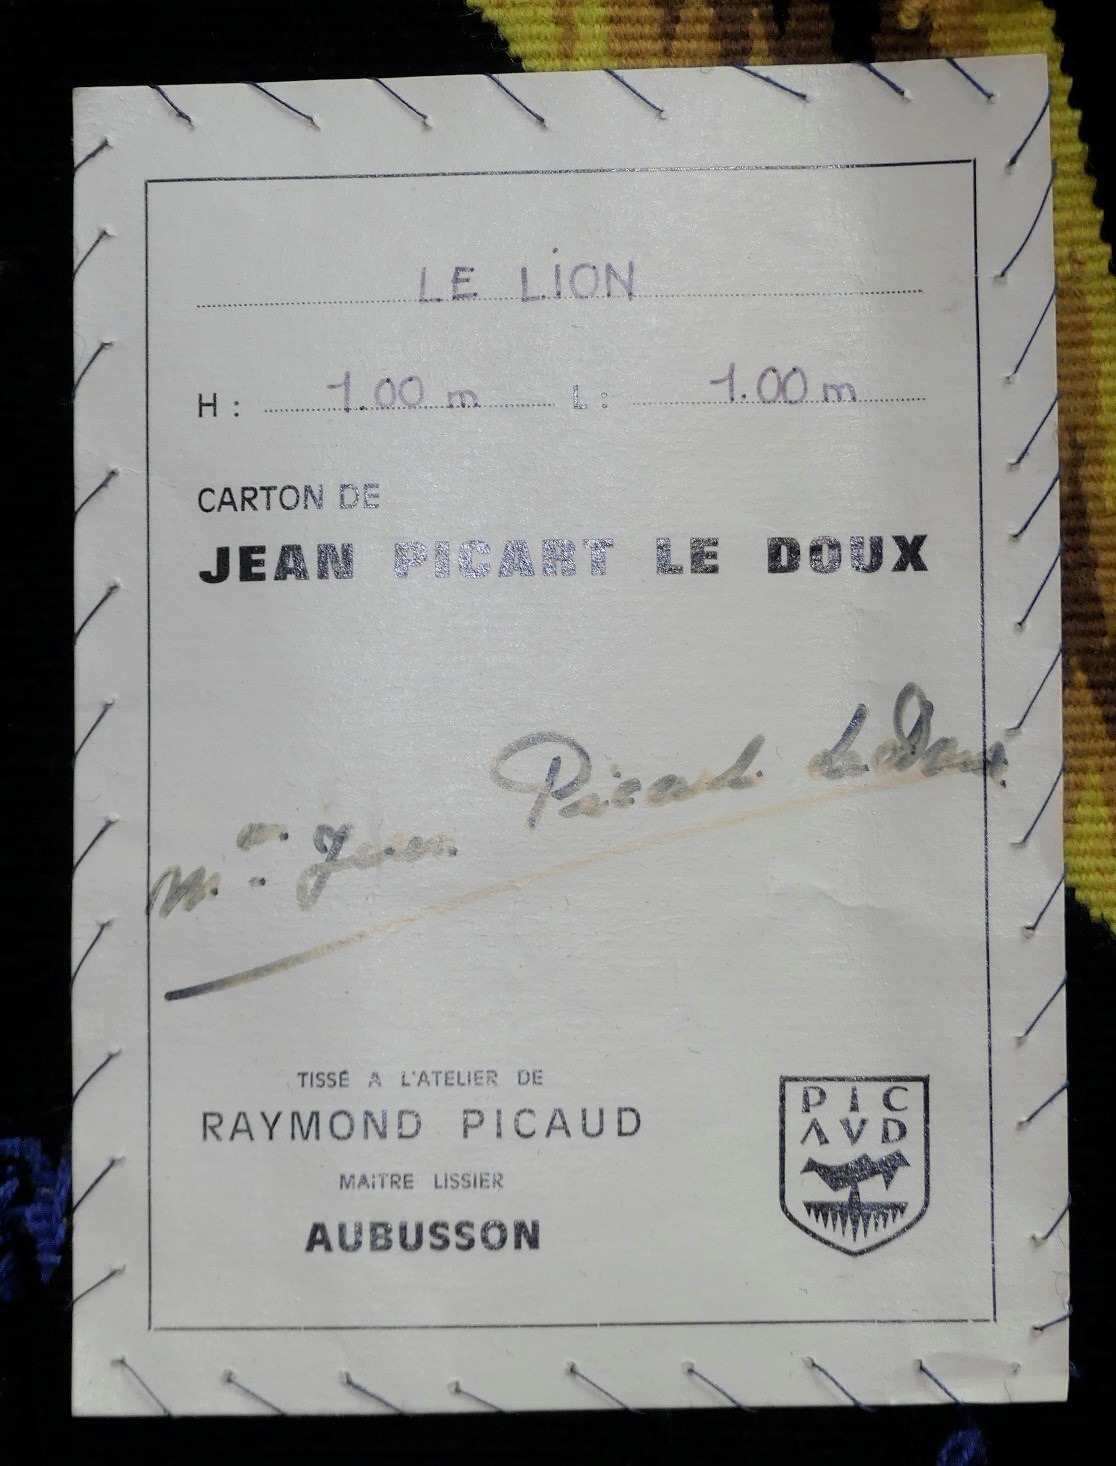 LE LION
H : 1.00 m L : 1.00 m
CARTON DE
JEAN PICART LE DOUX
Mme Jean Picart Le Doux
TISSÉ A L'ATELIER DE
RAYMOND PICAUD
MAITRE LISSIER
AUBUSSON
PIC
AVD